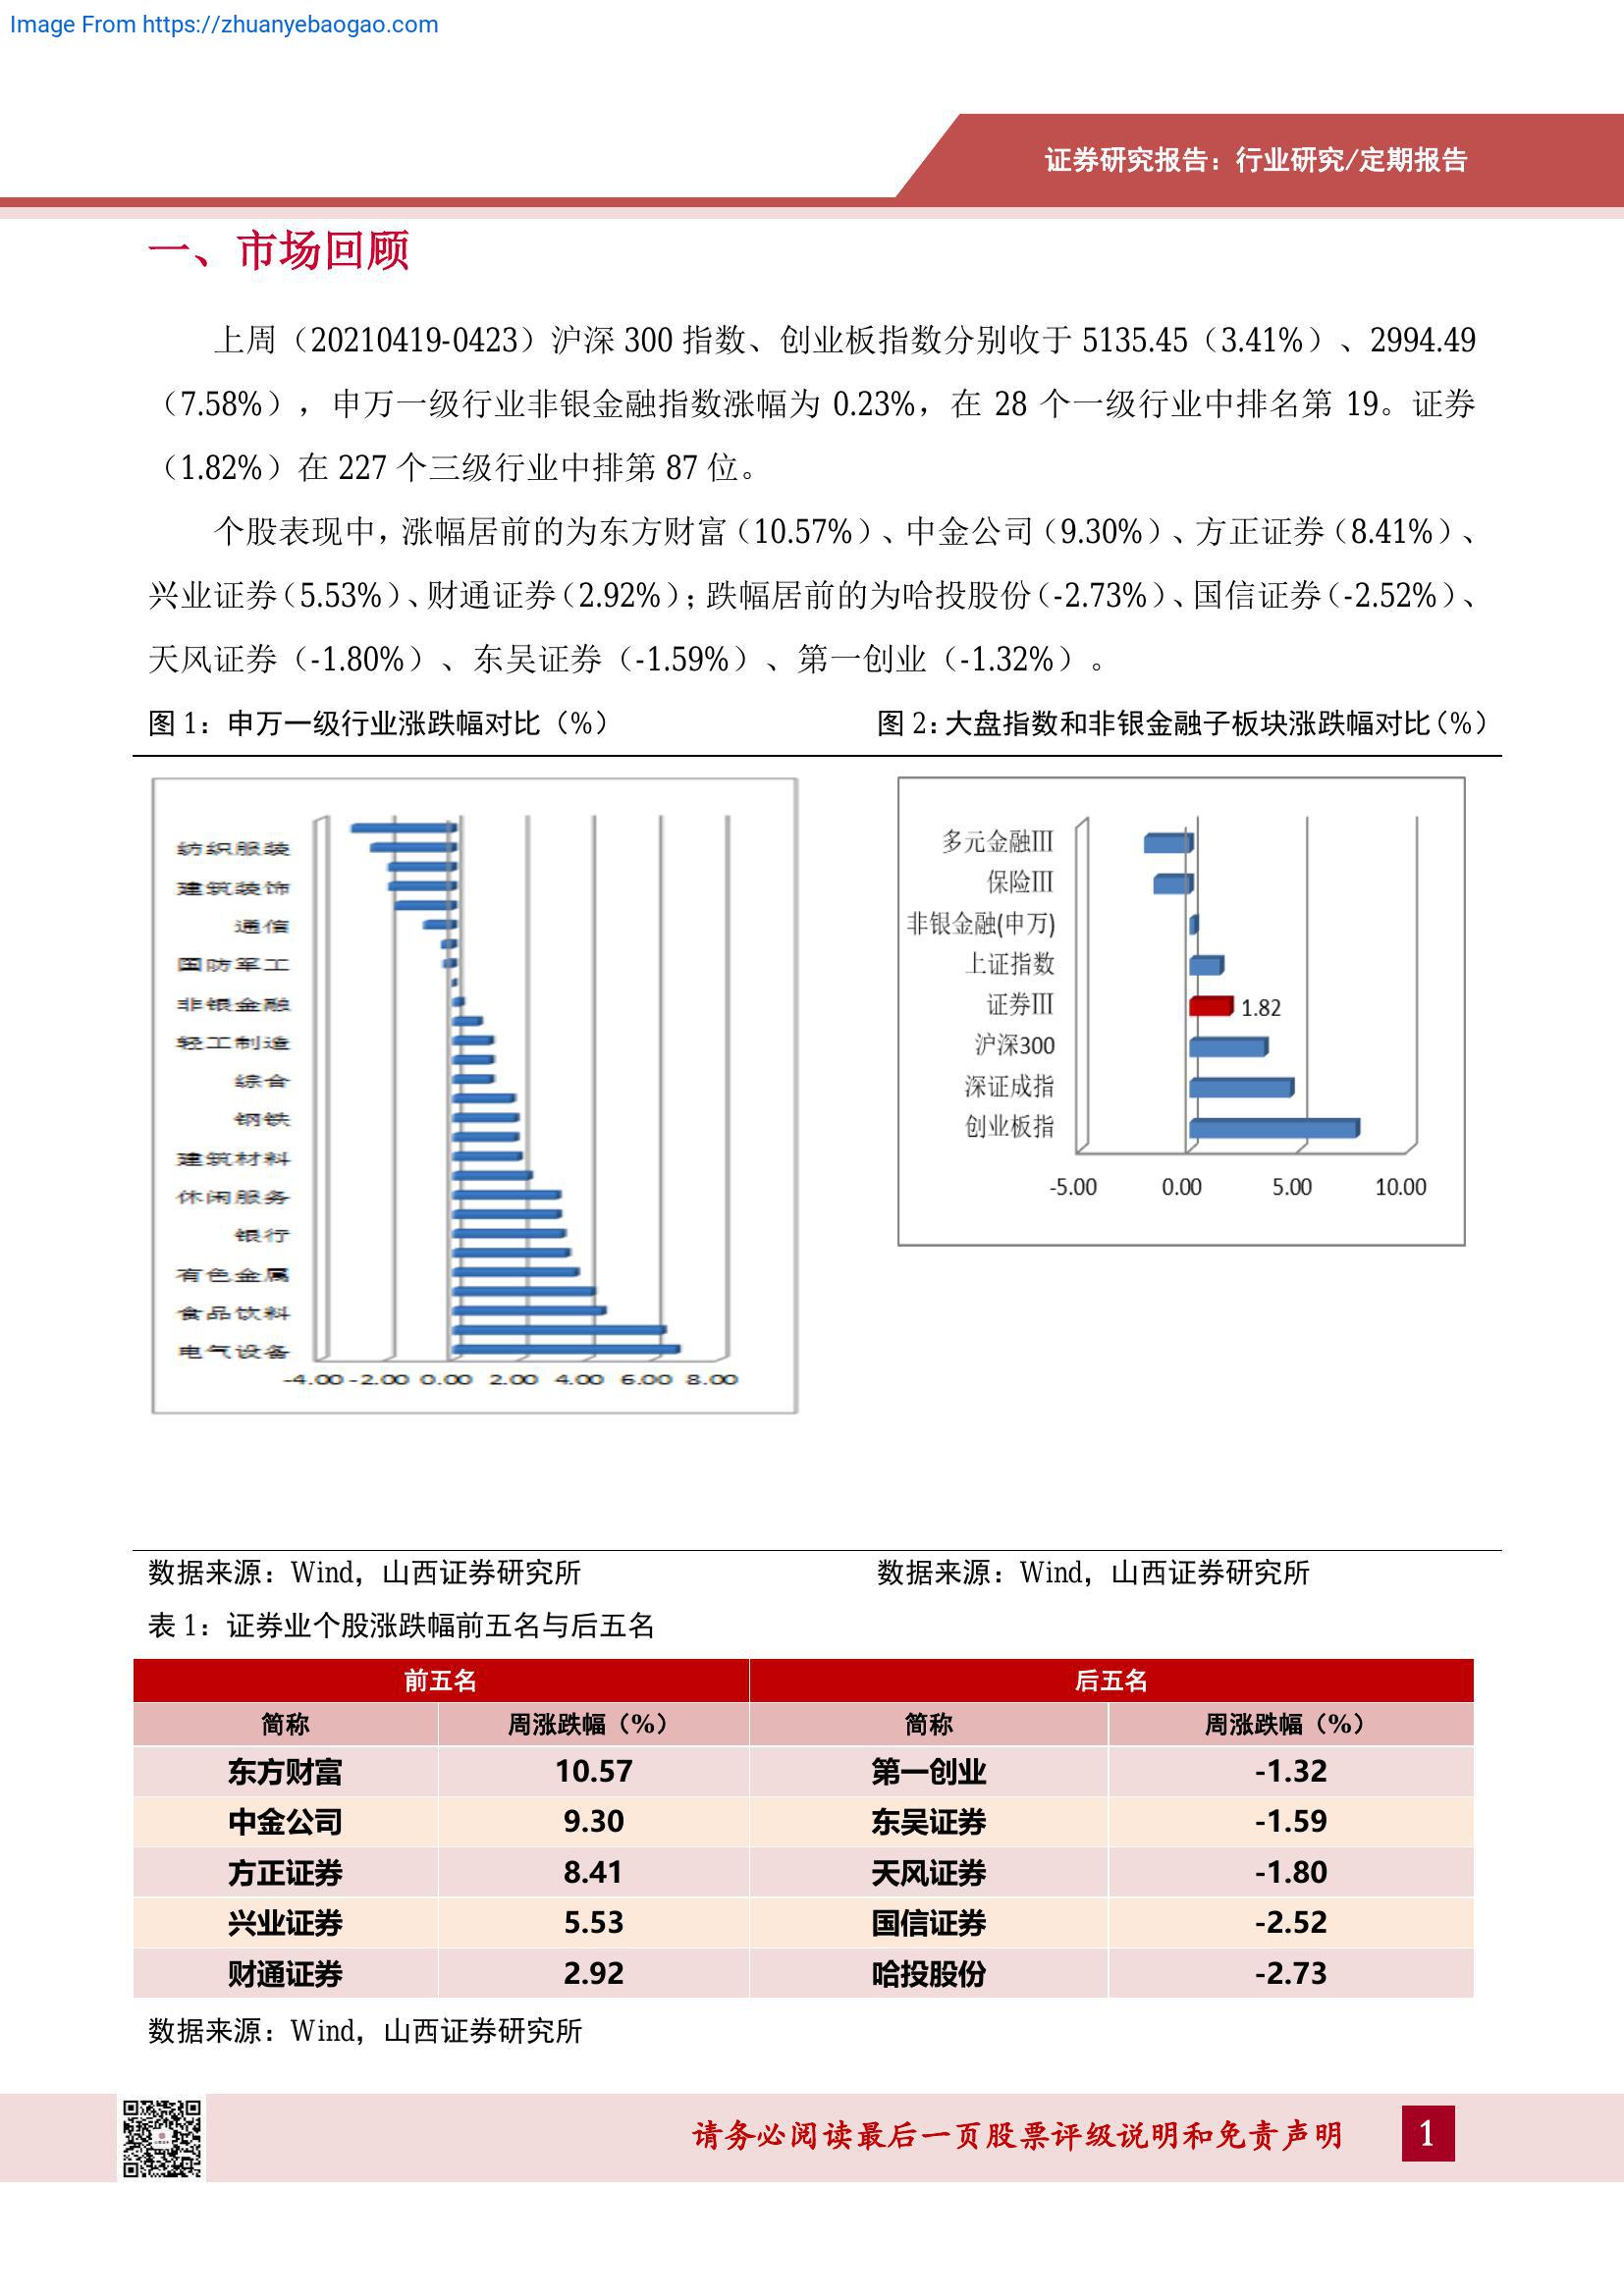 Image From https://zhuanyebaogao.com
证券研究报告：行业研究/定期报告
一、市场回顾
上周（20210419-0423）沪深 300 指数、创业板指数分别收于 5135.45（3.41%）、2994.49
（7.58%），申万一级行业非银金融指数涨幅为 0.23%，在 28 个一级行业中排名第 19。证券
（1.82%）在 227 个三级行业中排第 87 位。
个股表现中，涨幅居前的为东方财富（10.57%）、中金公司（9.30%）、方正证券（8.41%）、
兴业证券（5.53%）、财通证券（2.92%）；跌幅居前的为哈投股份（-2.73%）、国信证券（-2.52%）、
天风证券（-1.80%）、东吴证券（-1.59%）、第一创业（-1.32%）。
图 1：申万一级行业涨跌幅对比（%）
纺织服装
建筑装饰
通信
国防军工
非银金融
轻工制造
综合
钢铁
建筑材料
休闲服务
银行
有色金属
食品饮料
电气设备
-4.00 -2.00 0.00 2.00 4.00 6.00 8.00
图 2：大盘指数和非银金融子板块涨跌幅对比（%）
多元金融Ⅲ
保险Ⅲ
非银金融(申万)
上证指数
证券Ⅲ 1.82
沪深300
深证成指
创业板指
-5.00 0.00 5.00 10.00
数据来源：Wind，山西证券研究所 数据来源：Wind，山西证券研究所
表 1：证券业个股涨跌幅前五名与后五名
前五名 后五名
简称 周涨跌幅（%） 简称 周涨跌幅（%）
东方财富 10.57 第一创业 -1.32
中金公司 9.30 东吴证券 -1.59
方正证券 8.41 天风证券 -1.80
兴业证券 5.53 国信证券 -2.52
财通证券 2.92 哈投股份 -2.73
数据来源：Wind，山西证券研究所
请务必阅读最后一页股票评级说明和免责声明 1